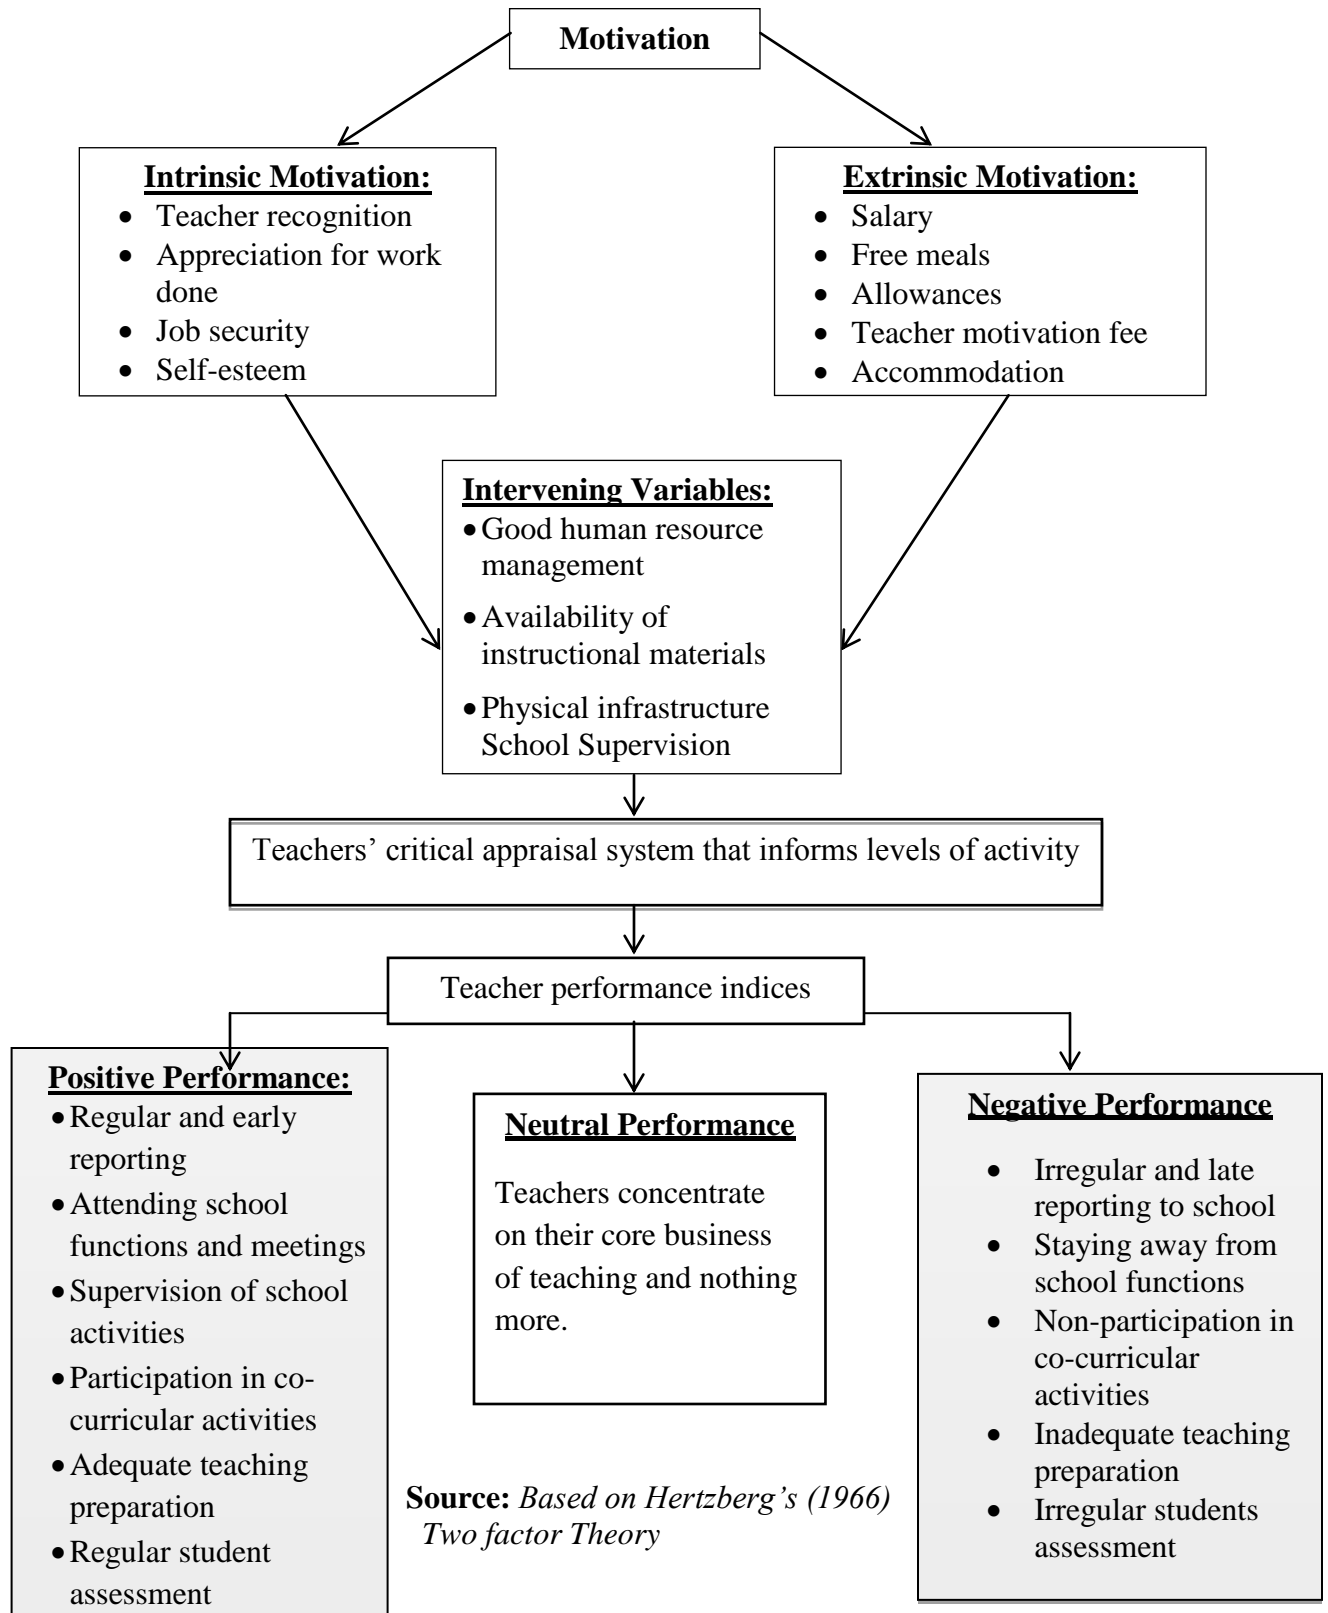 Motivation
Intrinsic Motivation:
• Teacher recognition
• Appreciation for work
done
• Job security
• Self-esteem
Extrinsic Motivation:
• Salary
• Free meals
• Allowances
• Teacher motivation fee
• Accommodation
Intervening Variables:
• Good human resource
management
• Availability of
instructional materials
• Physical infrastructure
School Supervision
Teachers’ critical appraisal system that informs levels of activity
Teacher performance indices
Positive Performance:
• Regular and early
reporting
• Attending school
functions and meetings
• Supervision of school
activities
• Participation in co-
curricular activities
• Adequate teaching
preparation
• Regular student
assessment
Neutral Performance
Teachers concentrate
on their core business
of teaching and nothing
more.
Negative Performance
• Irregular and late
reporting to school
• Staying away from
school functions
• Non-participation in
co-curricular
activities
• Inadequate teaching
preparation
• Irregular students
assessment
Source: Based on Hertzberg’s (1966)
Two factor Theory